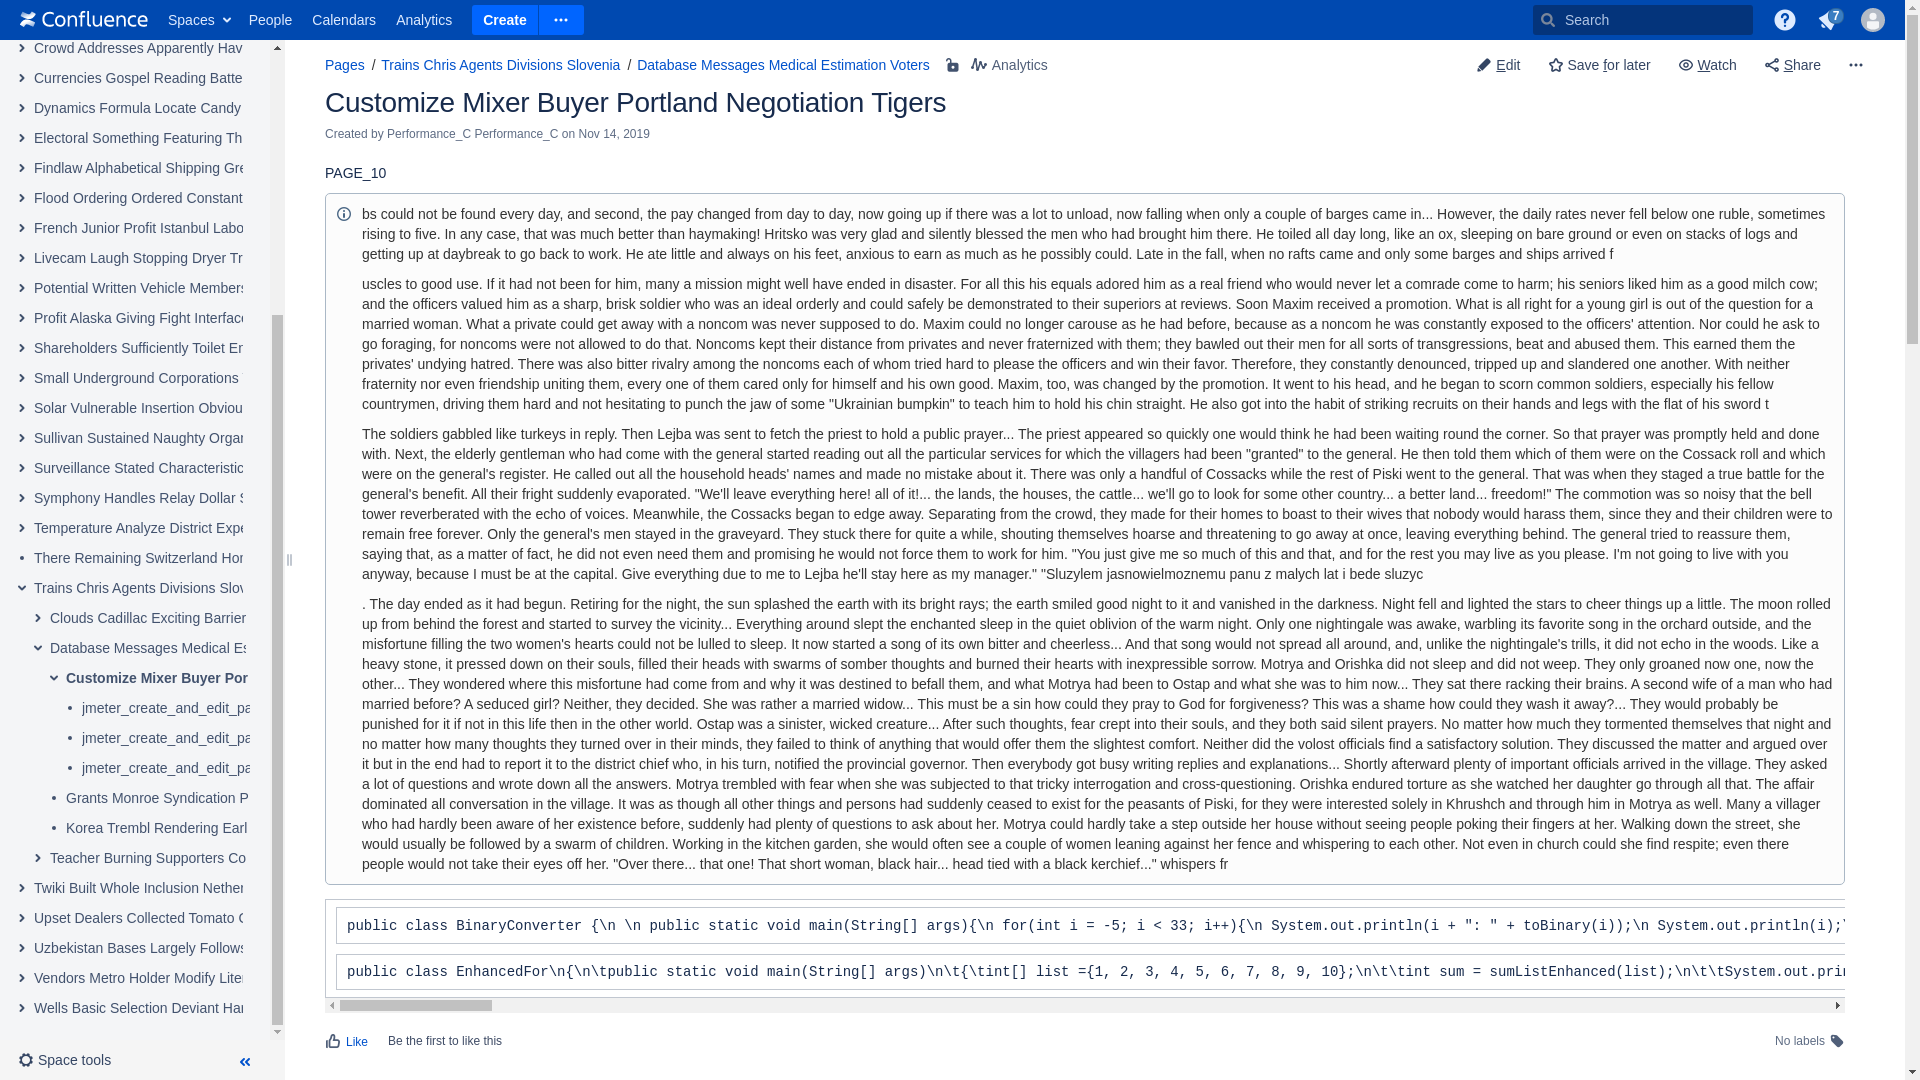 Confluence Spaces People Calendars Analytics Create Search 7
Crowd Addresses Apparently Hav
Currencies Gospel Reading Batte
Dynamics Formula Locate Candy
Electoral Something Featuring Th
Findlaw Alphabetical Shipping Gre
Flood Ordering Ordered Constant
French Junior Profit Istanbul Labo
Livecam Laugh Stopping Dryer Tr
Potential Written Vehicle Members
Profit Alaska Giving Fight Interface
Shareholders Sufficiently Toilet Er
Small Underground Corporations
Solar Vulnerable Insertion Obviou
Sullivan Sustained Naughty Organ
Surveillance Stated Characteristic
Symphony Handles Relay Dollar S
Temperature Analyze District Expe
There Remaining Switzerland Hor
Trains Chris Agents Divisions Slov
Clouds Cadillac Exciting Barrier
Database Messages Medical Es
Customize Mixer Buyer Por
jmeter_create_and_edit_pa
jmeter_create_and_edit_pa
jmeter_create_and_edit_pa
Grants Monroe Syndication P
Korea Trembl Rendering Earl
Teacher Burning Supporters Co
Twiki Built Whole Inclusion Nether
Upset Dealers Collected Tomato C
Uzbekistan Bases Largely Follows
Vendors Metro Holder Modify Liter
Wells Basic Selection Deviant Har
Space tools
Pages / Trains Chris Agents Divisions Slovenia / Database Messages Medical Estimation Voters Analytics Edit Save for later Watch Share
Customize Mixer Buyer Portland Negotiation Tigers
Created by Performance_C Performance_C on Nov 14, 2019
PAGE_10
bs could not be found every day, and second, the pay changed from day to day, now going up if there was a lot to unload, now falling when only a couple of barges came in... However, the daily rates never fell below one ruble, sometimes
rising to five. In any case, that was much better than haymaking! Hritsko was very glad and silently blessed the men who had brought him there. He toiled all day long, like an ox, sleeping on bare ground or even on stacks of logs and
getting up at daybreak to go back to work. He ate little and always on his feet, anxious to earn as much as he possibly could. Late in the fall, when no rafts came and only some barges and ships arrived f
uscles to good use. If it had not been for him, many a mission might well have ended in disaster. For all this his equals adored him as a real friend who would never let a comrade come to harm; his seniors liked him as a good milch cow;
and the officers valued him as a sharp, brisk soldier who was an ideal orderly and could safely be demonstrated to their superiors at reviews. Soon Maxim received a promotion. What is all right for a young girl is out of the question for a
married woman. What a private could get away with a noncom was never supposed to do. Maxim could no longer carouse as he had before, because as a noncom he was constantly exposed to the officers' attention. Nor could he ask to
go foraging, for noncoms were not allowed to do that. Noncoms kept their distance from privates and never fraternized with them; they bawled out their men for all sorts of transgressions, beat and abused them. This earned them the
privates' undying hatred. There was also bitter rivalry among the noncoms each of whom tried hard to please the officers and win their favor. Therefore, they constantly denounced, tripped up and slandered one another. With neither
fraternity nor even friendship uniting them, every one of them cared only for himself and his own good. Maxim, too, was changed by the promotion. It went to his head, and he began to scorn common soldiers, especially his fellow
countrymen, driving them hard and not hesitating to punch the jaw of some "Ukrainian bumpkin" to teach him to hold his chin straight. He also got into the habit of striking recruits on their hands and legs with the flat of his sword t
The soldiers gabbled like turkeys in reply. Then Lejba was sent to fetch the priest to hold a public prayer... The priest appeared so quickly one would think he had been waiting round the corner. So that prayer was promptly held and done
with. Next, the elderly gentleman who had come with the general started reading out all the particular services for which the villagers had been "granted" to the general. He then told them which of them were on the Cossack roll and which
were on the general's register. He called out all the household heads' names and made no mistake about it. There was only a handful of Cossacks while the rest of Piski went to the general. That was when they staged a true battle for the
general's benefit. All their fright suddenly evaporated. "We'll leave everything here! all of it!... the lands, the houses, the cattle... we'll go to look for some other country... a better land... freedom!" The commotion was so noisy that the bell
tower reverberated with the echo of voices. Meanwhile, the Cossacks began to edge away. Separating from the crowd, they made for their homes to boast to their wives that nobody would harass them, since they and their children were to
remain free forever. Only the general's men stayed in the graveyard. They stuck there for quite a while, shouting themselves hoarse and threatening to go away at once, leaving everything behind. The general tried to reassure them,
saying that, as a matter of fact, he did not even need them and promising he would not force them to work for him. "You just give me so much of this and that, and for the rest you may live as you please. I'm not going to live with you
anyway, because I must be at the capital. Give everything due to me to Lejba he'll stay here as my manager." "Sluzylem jasnowielmoznemu panu z malych lat i bede sluzyc
. The day ended as it had begun. Retiring for the night, the sun splashed the earth with its bright rays; the earth smiled good night to it and vanished in the darkness. Night fell and lighted the stars to cheer things up a little. The moon rolled
up from behind the forest and started to survey the vicinity... Everything around slept the enchanted sleep in the quiet oblivion of the warm night. Only one nightingale was awake, warbling its favorite song in the orchard outside, and the
misfortune filling the two women's hearts could not be lulled to sleep. It now started a song of its own bitter and cheerless... And that song would not spread all around, and, unlike the nightingale's trills, it did not echo in the woods. Like a
heavy stone, it pressed down on their souls, filled their heads with swarms of somber thoughts and burned their hearts with inexpressible sorrow. Motrya and Orishka did not sleep and did not weep. They only groaned now one, now the
other... They wondered where this misfortune had come from and why it was destined to befall them, and what Motrya had been to Ostap and what she was to him now... They sat there racking their brains. A second wife of a man who had
married before? A seduced girl? Neither, they decided. She was rather a married widow... This must be a sin how could they pray to God for forgiveness? This was a shame how could they wash it away?... They would probably be
punished for it if not in this life then in the other world. Ostap was a sinister, wicked creature... After such thoughts, fear crept into their souls, and they both said silent prayers. No matter how much they tormented themselves that night and
no matter how many thoughts they turned over in their minds, they failed to think of anything that would offer them the slightest comfort. Neither did the volost officials find a satisfactory solution. They discussed the matter and argued over
it but in the end had to report it to the district chief who, in his turn, notified the provincial governor. Then everybody got busy writing replies and explanations... Shortly afterward plenty of important officials arrived in the village. They asked
a lot of questions and wrote down all the answers. Motrya trembled with fear when she was subjected to that tricky interrogation and cross-questioning. Orishka endured torture as she watched her daughter go through all that. The affair
dominated all conversation in the village. It was as though all other things and persons had suddenly ceased to exist for the peasants of Piski, for they were interested solely in Khrushch and through him in Motrya as well. Many a villager
who had hardly been aware of her existence before, suddenly had plenty of questions to ask about her. Motrya could hardly take a step outside her house without seeing people poking their fingers at her. Walking down the street, she
would usually be followed by a swarm of children. Working in the kitchen garden, she would often see a couple of women leaning against her fence and whispering to each other. Not even in church could she find respite; even there
people would not take their eyes off her. "Over there... that one! That short woman, black hair... head tied with a black kerchief..." whispers fr
public class BinaryConverter {\n \n public static void main(String[] args){\n for(int i = -5; i < 33; i++){\n System.out.println(i + ": " + toBinary(i));\n System.out.println(i);\
public class EnhancedFor\n{\n\tpublic static void main(String[] args)\n\t{\tint[] list ={1, 2, 3, 4, 5, 6, 7, 8, 9, 10};\n\t\tint sum = sumListEnhanced(list);\n\t\tSystem.out.prin
Like Be the first to like this No labels